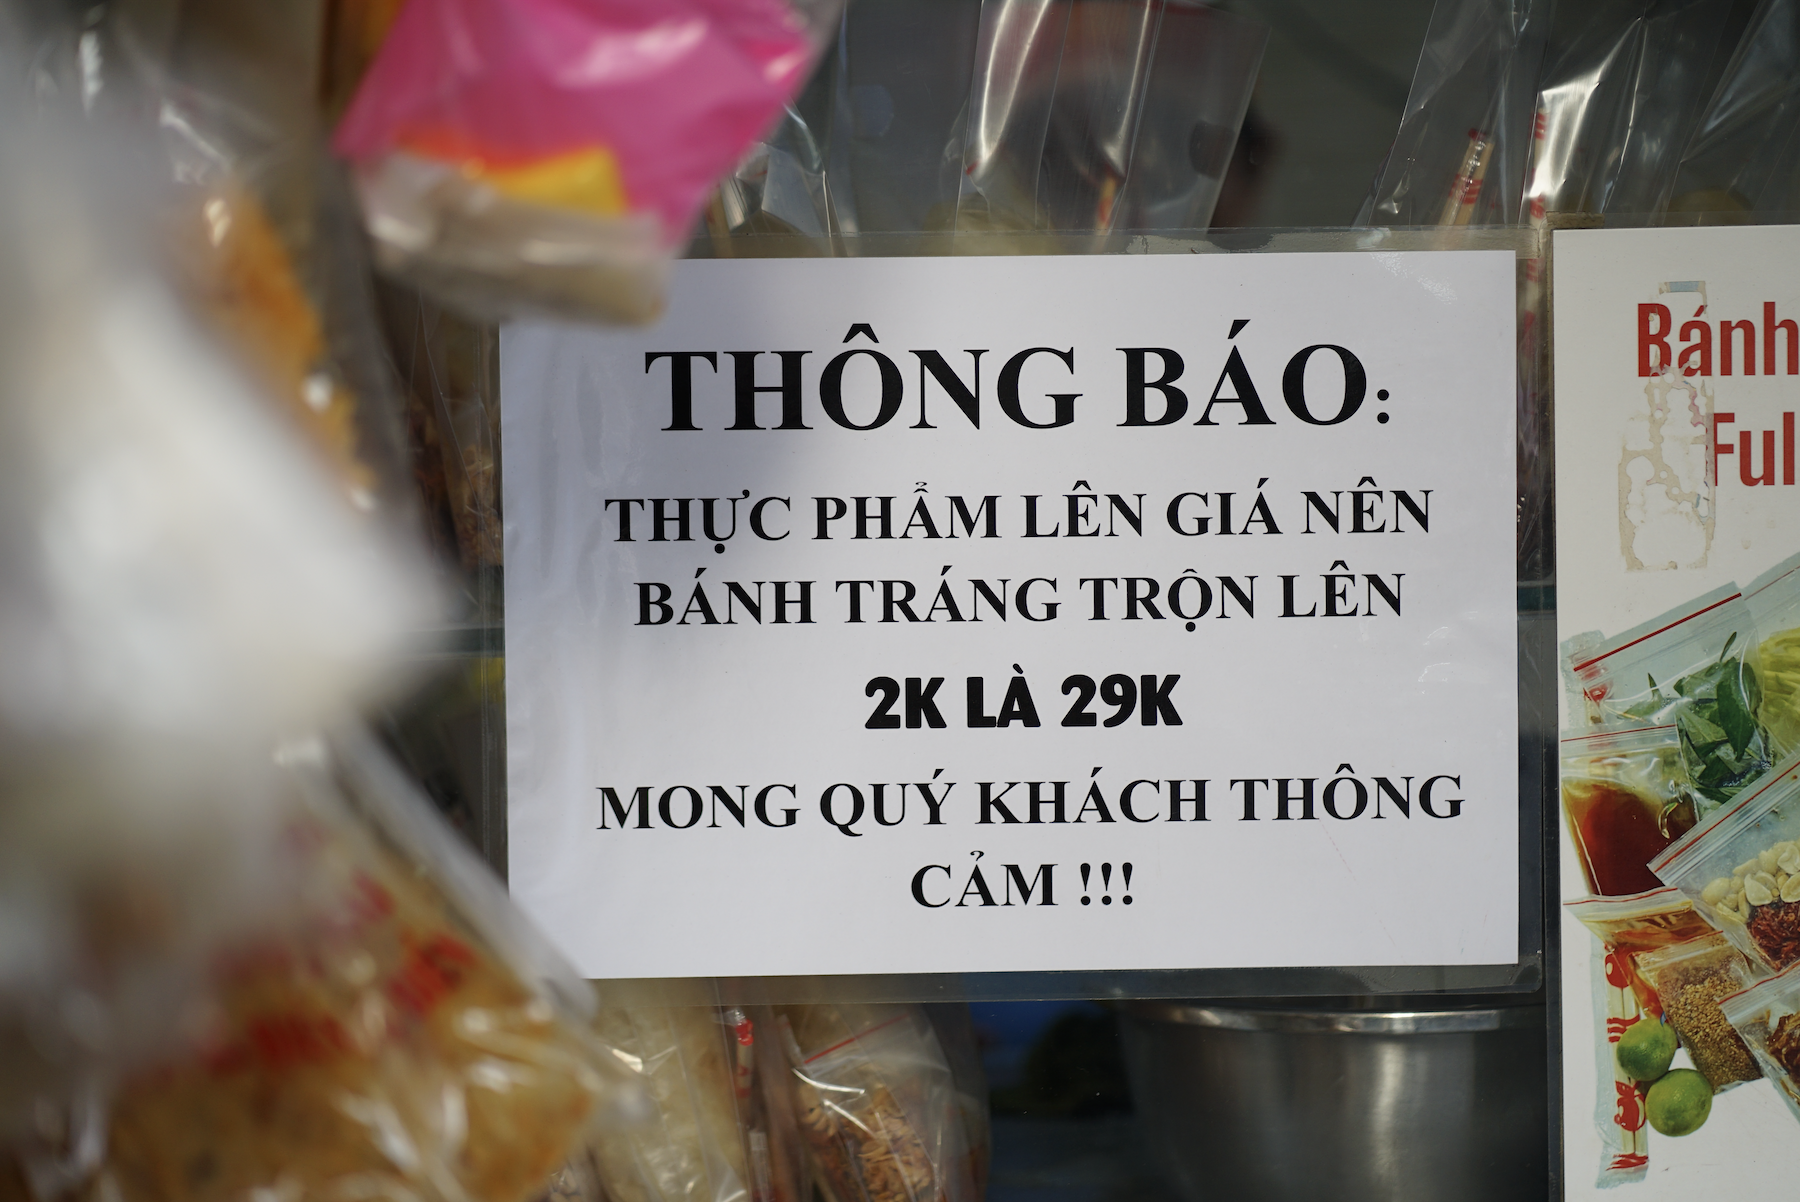 THÔNG BÁO:
THỰC PHẨM LÊN GIÁ NÊN
BÁNH TRÁNG TRỘN LÊN
2K LÀ 29K
MONG QUÝ KHÁCH THÔNG
CẢM !!!
Bánh
Ful